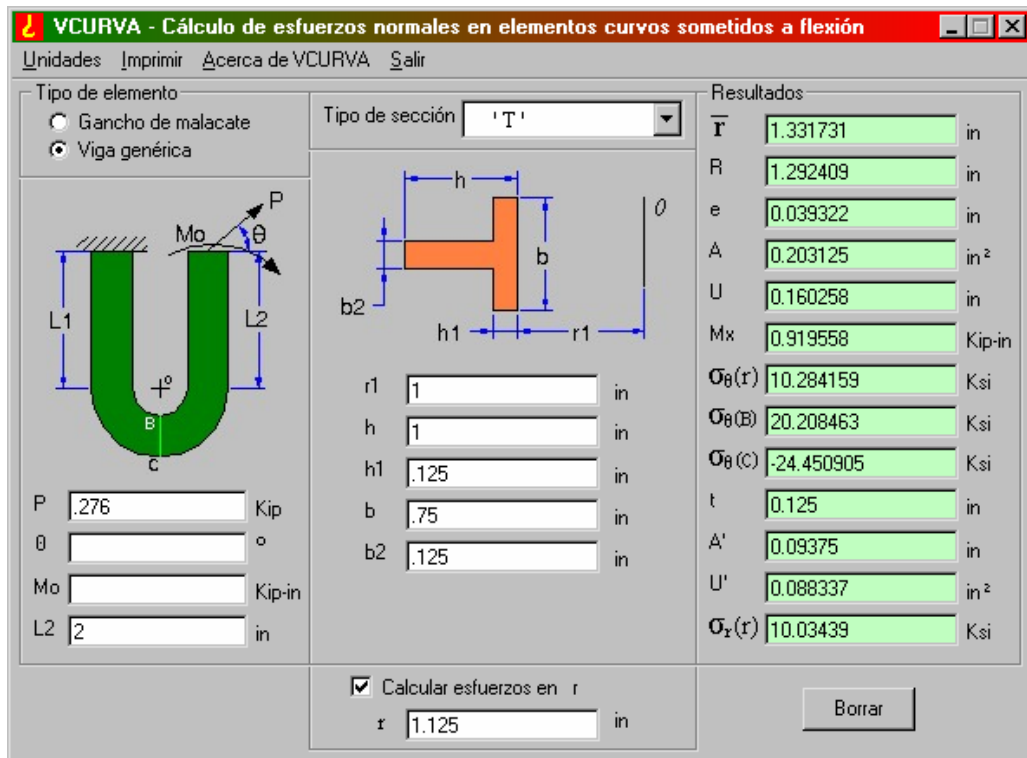 VCURVA - Cálculo de esfuerzos normales en elementos curvos sometidos a flexión
Unidades Imprimir Acerca de VCURVA Salir
Tipo de elemento
Gancho de malacate
Viga genérica
P
Mo
θ
L1
L2
o
B
C
P .276 Kip
θ º
Mo Kip-in
L2 2 in
Tipo de sección 'T'
h
0
b
b2
h1
r1
r1 1 in
h 1 in
h1 .125 in
b .75 in
b2 .125 in
Calcular esfuerzos en r
r 1.125 in
Resultados
r̅ 1.331731 in
R 1.292409 in
e 0.039322 in
A 0.203125 in²
U 0.160258 in
Mx 0.919558 Kip-in
σθ(r) 10.284159 Ksi
σθ(B) 20.208463 Ksi
σθ(C) -24.450905 Ksi
t 0.125 in
A' 0.09375 in
U' 0.088337 in²
σr(r) 10.03439 Ksi
Borrar